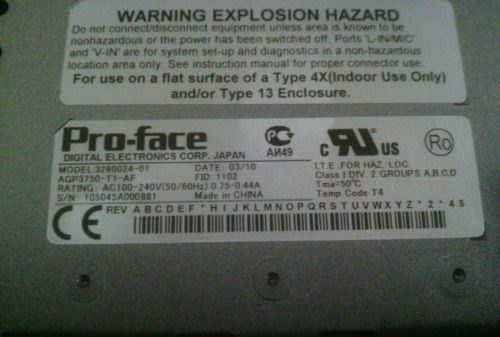 WARNING EXPLOSION HAZARD
Do not connect/disconnect equipment unless area is known to be
nonhazardous or the power has been switched off. Ports 'L-IN/MIC'
and 'V-IN' are for system set-up and diagnostics in a non-hazardous
location area only. See instruction manual for proper connector use.
For use on a flat surface of a Type 4X(Indoor Use Only)
and/or Type 13 Enclosure.
Pro-face
DIGITAL ELECTRONICS CORP. JAPAN
MODEL:3280024-01 DATE: 03/10
AGP3750-T1-AF FID: 1102
RATING: AC100-240V(50/60Hz) 0.75-0.44A
S/N: 105045A000881 Made in CHINA
АИ49
C UR US
Ro
I.T.E. FOR HAZ. LOC.
Class I DIV. 2 GROUPS A,B,C,D
Tma=50°C
Temp Code T4
CE REV A B C D E F * H I J K L M N O P Q R S T U V W X Y Z * 2 * 4 5